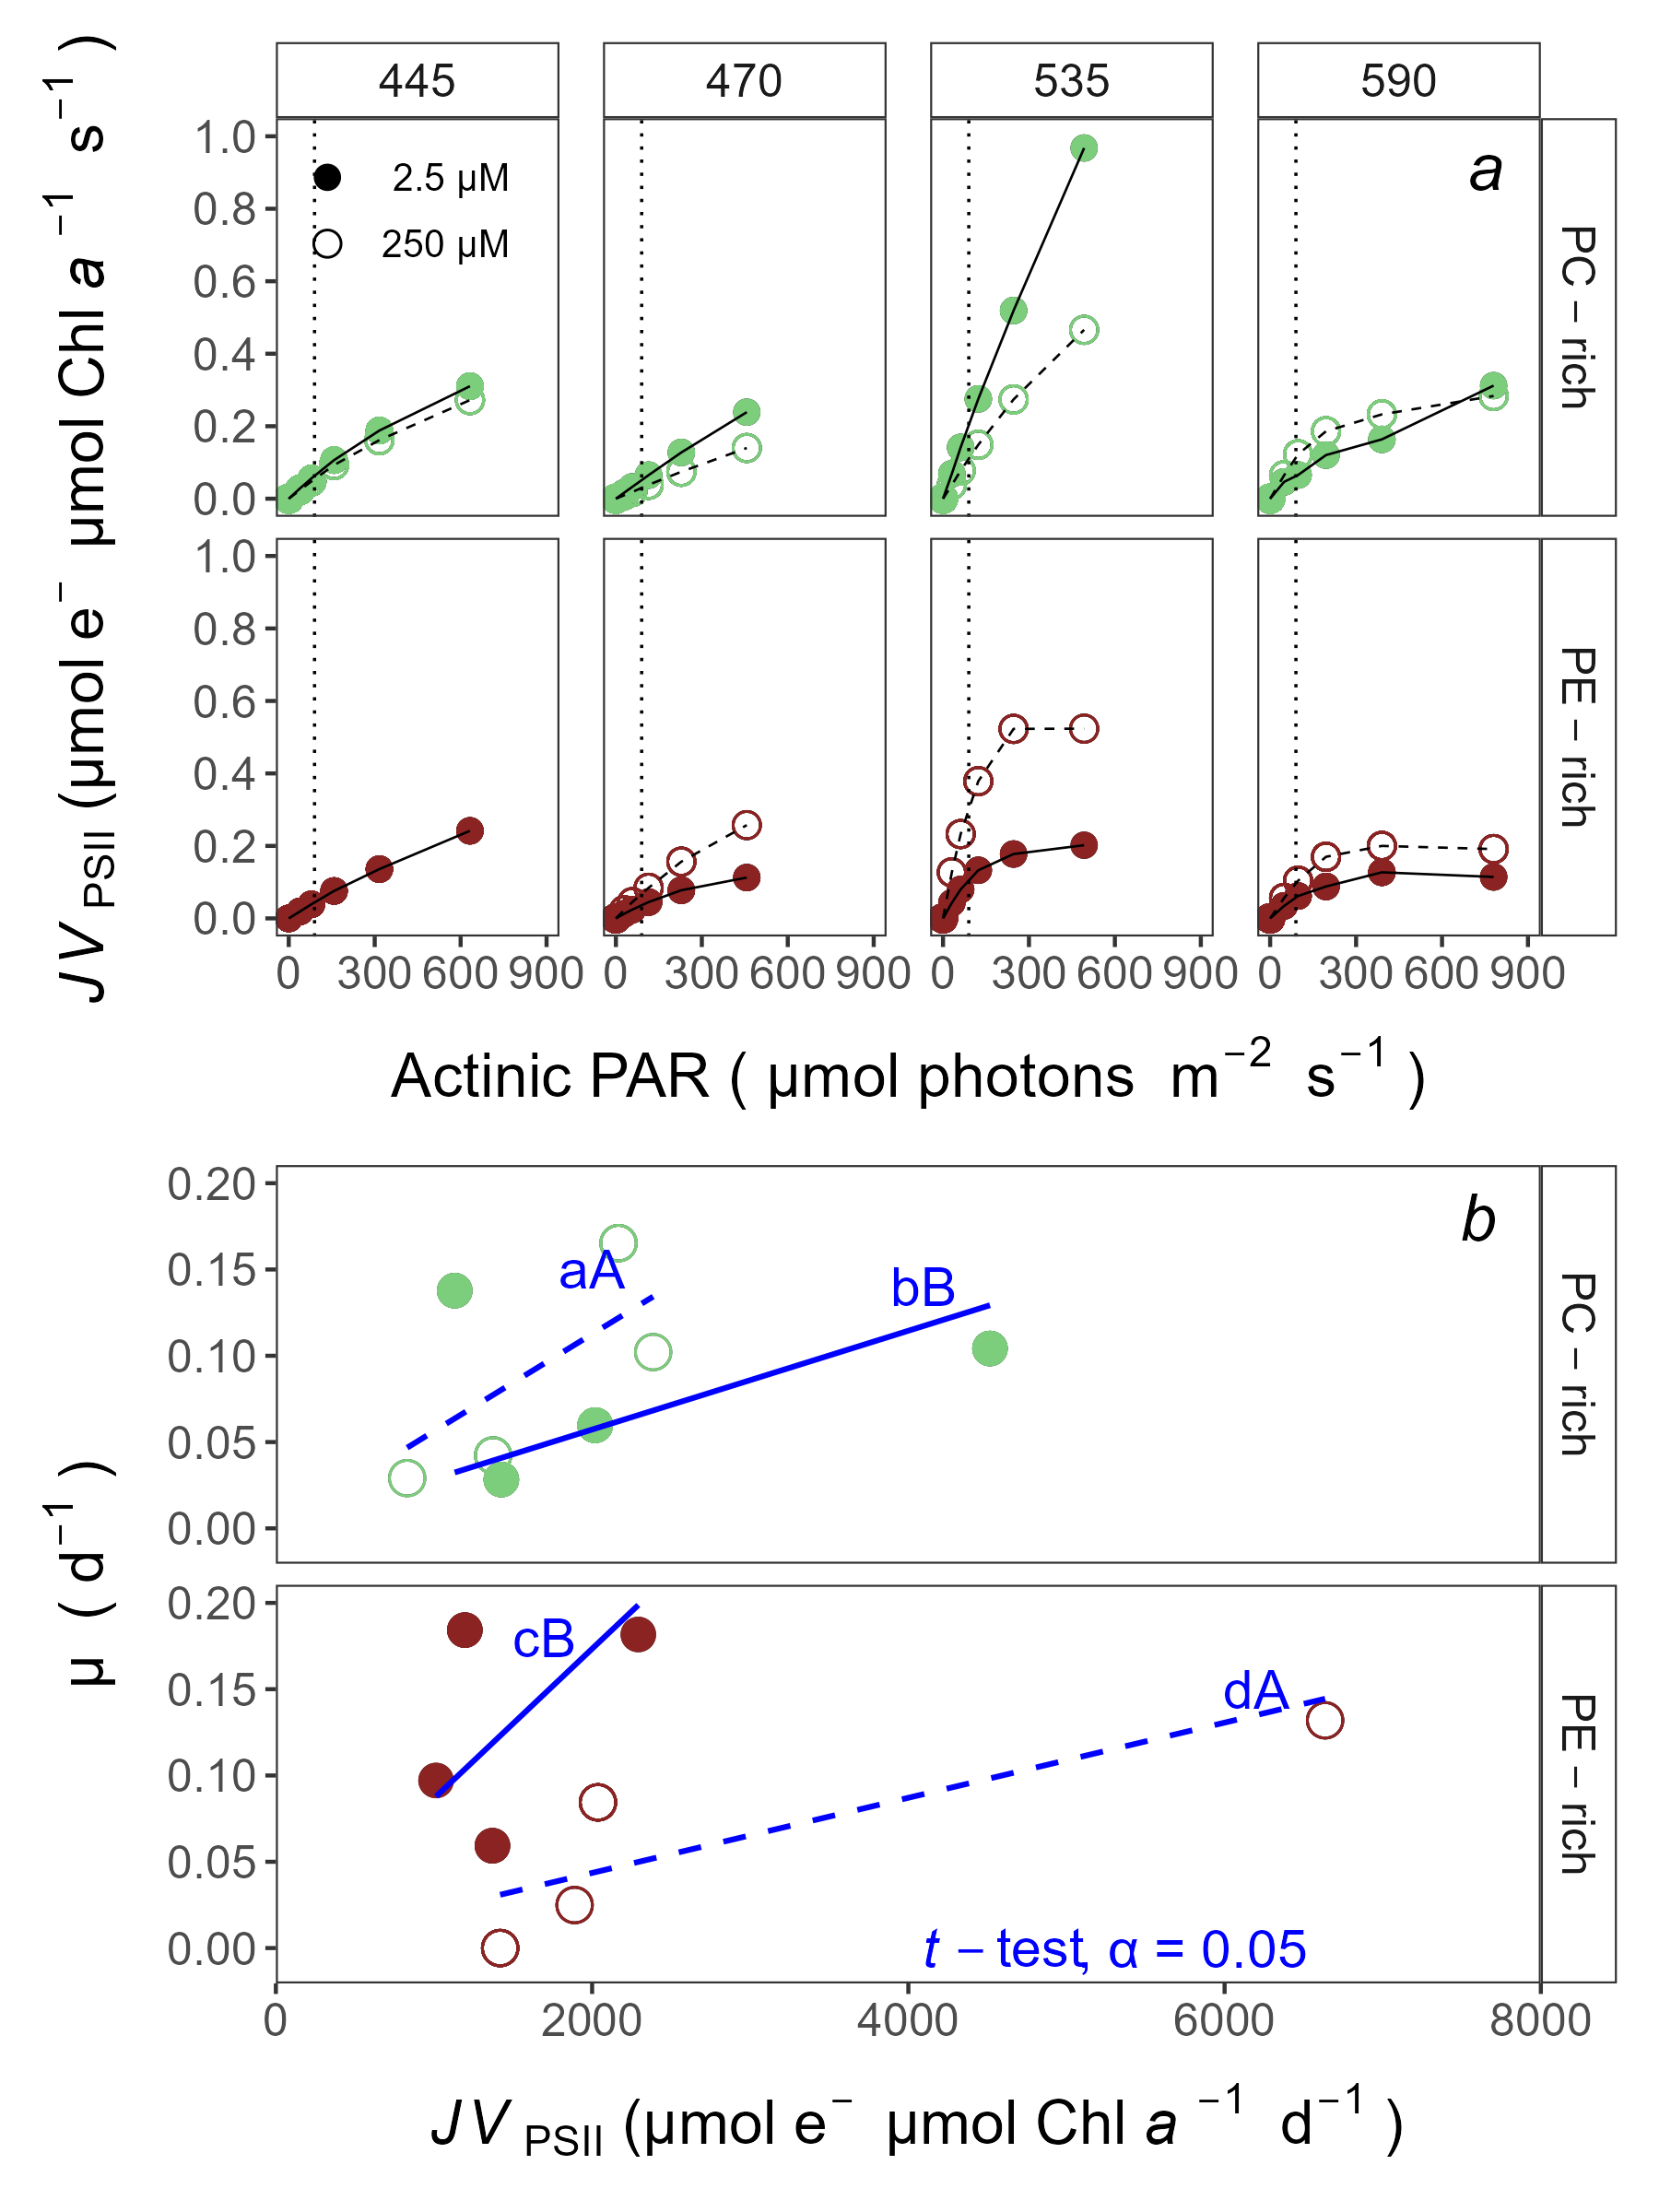 445 470 535 590
JV PSII (µmol e⁻ µmol Chl a⁻¹ s⁻¹)
1.0
0.8
0.6
0.4
0.2
0.0
2.5 µM
250 µM
a
PC – rich
1.0
0.8
0.6
0.4
0.2
0.0
PE – rich
0 300 600 900 0 300 600 900 0 300 600 900 0 300 600 900
Actinic PAR ( µmol photons m⁻² s⁻¹ )
µ ( d⁻¹ )
0.20
0.15
0.10
0.05
0.00
aA
bB
b
PC – rich
0.20
0.15
0.10
0.05
0.00
cB
dA
t – test, α = 0.05
PE – rich
0 2000 4000 6000 8000
JV PSII (µmol e⁻ µmol Chl a⁻¹ d⁻¹ )